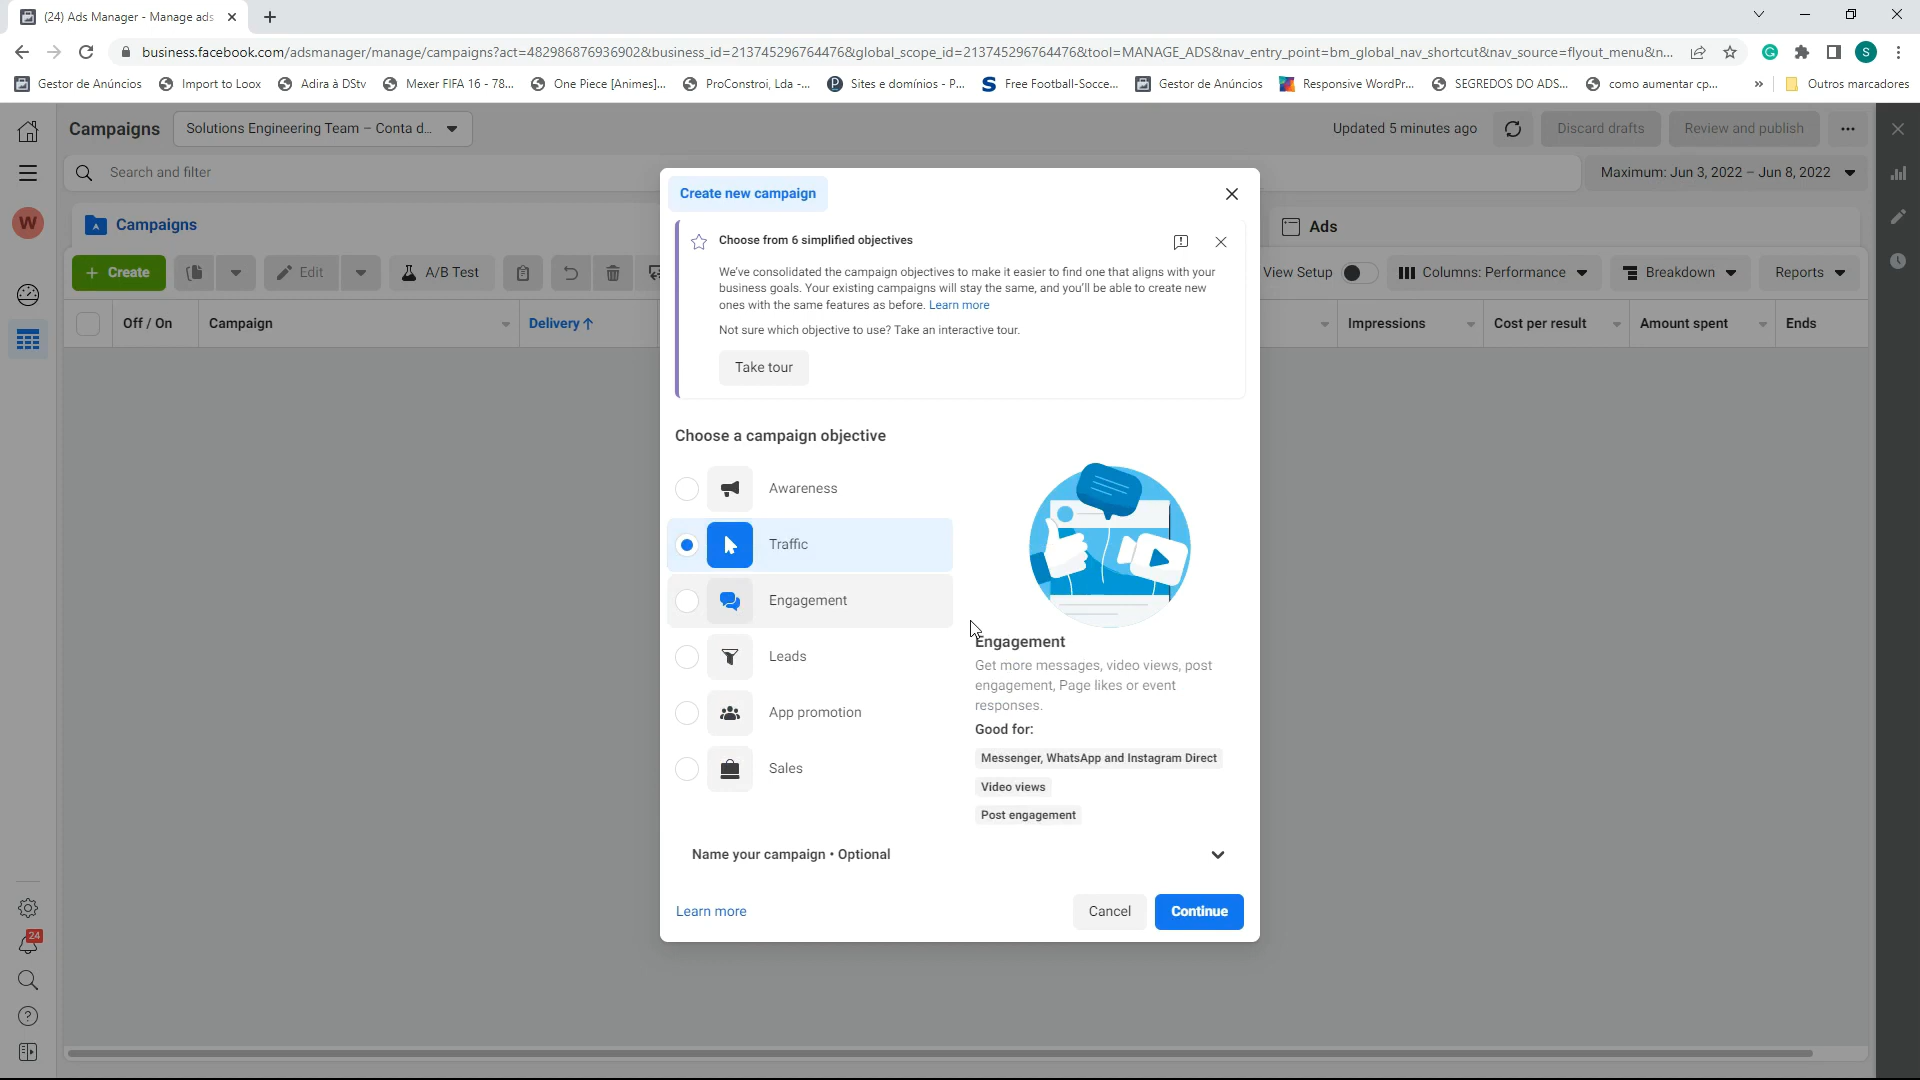 (24) Ads Manager - Manage ads
business.facebook.com/adsmanager/manage/campaigns?act=482986876936902&business_id=213745296764476&global_scope_id=213745296764476&tool=MANAGE_ADS&nav_entry_point=bm_global_nav_shortcut&nav_source=flyout_menu&n...
S
Gestor de Anúncios
Import to Loox
Adira à DStv
Mexer FIFA 16 - 78...
One Piece [Animes]...
ProConstroi, Lda -...
Sites e domínios - P...
Free Football-Socce...
Gestor de Anúncios
Responsive WordPr...
SEGREDOS DO ADS...
como aumentar cp...
»
Outros marcadores
Campaigns
Solutions Engineering Team – Conta d...
Updated 5 minutes ago
Discard drafts
Review and publish
Search and filter
Maximum: Jun 3, 2022 – Jun 8, 2022
W
Campaigns
Ads
+ Create
Edit
A/B Test
View Setup
Columns: Performance
Breakdown
Reports
Off / On
Campaign
Delivery ↑
Impressions
Cost per result
Amount spent
Ends
24
Create new campaign
Choose from 6 simplified objectives
We've consolidated the campaign objectives to make it easier to find one that aligns with your
business goals. Your existing campaigns will stay the same, and you'll be able to create new
ones with the same features as before. Learn more
Not sure which objective to use? Take an interactive tour.
Take tour
Choose a campaign objective
Awareness
Traffic
Engagement
Leads
App promotion
Sales
Engagement
Get more messages, video views, post
engagement, Page likes or event
responses.
Good for:
Messenger, WhatsApp and Instagram Direct
Video views
Post engagement
Name your campaign • Optional
Learn more
Cancel
Continue